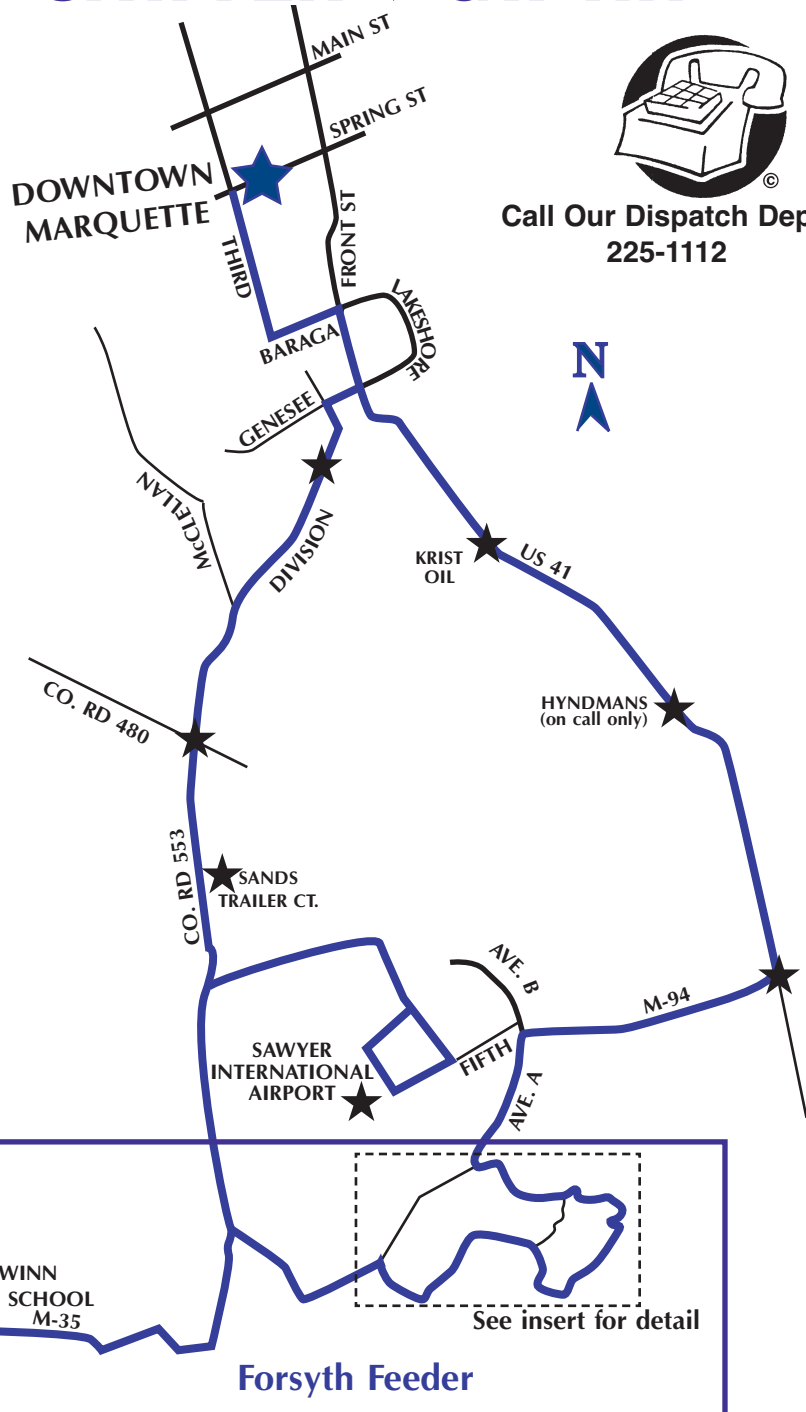 MAIN ST
SPRING ST
DOWNTOWN
MARQUETTE
THIRD
FRONT ST
©
Call Our Dispatch Dep
225-1112
LAKESHORE
BARAGA
N
GENESEE
McCLELLAN
DIVISION
KRIST
OIL
US 41
CO. RD 480
HYNDMANS
(on call only)
CO. RD 553
SANDS
TRAILER CT.
AVE. B
M-94
SAWYER
INTERNATIONAL
AIRPORT
FIFTH
AVE. A
WINN
SCHOOL
M-35
See insert for detail
Forsyth Feeder